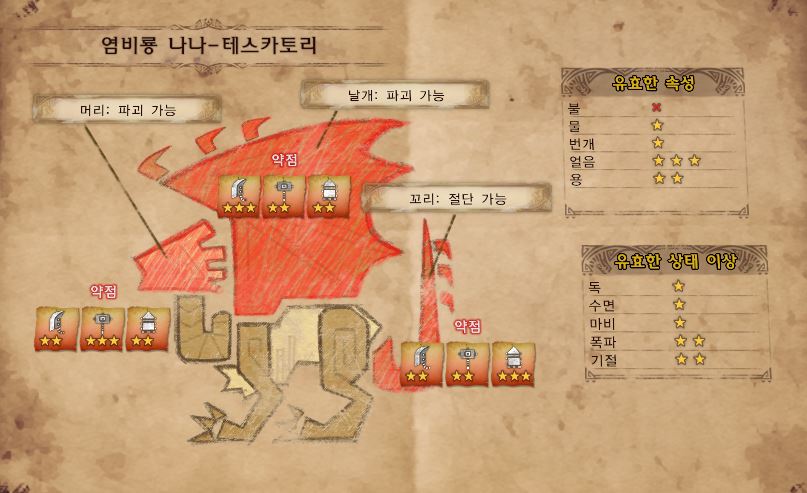 염비룡 나나-테스카토리
머리: 파괴 가능
날개: 파괴 가능
꼬리: 절단 가능
약점
약점
약점
유효한 속성
불
물
번개
얼음
용
유효한 상태 이상
독
수면
마비
폭파
기절